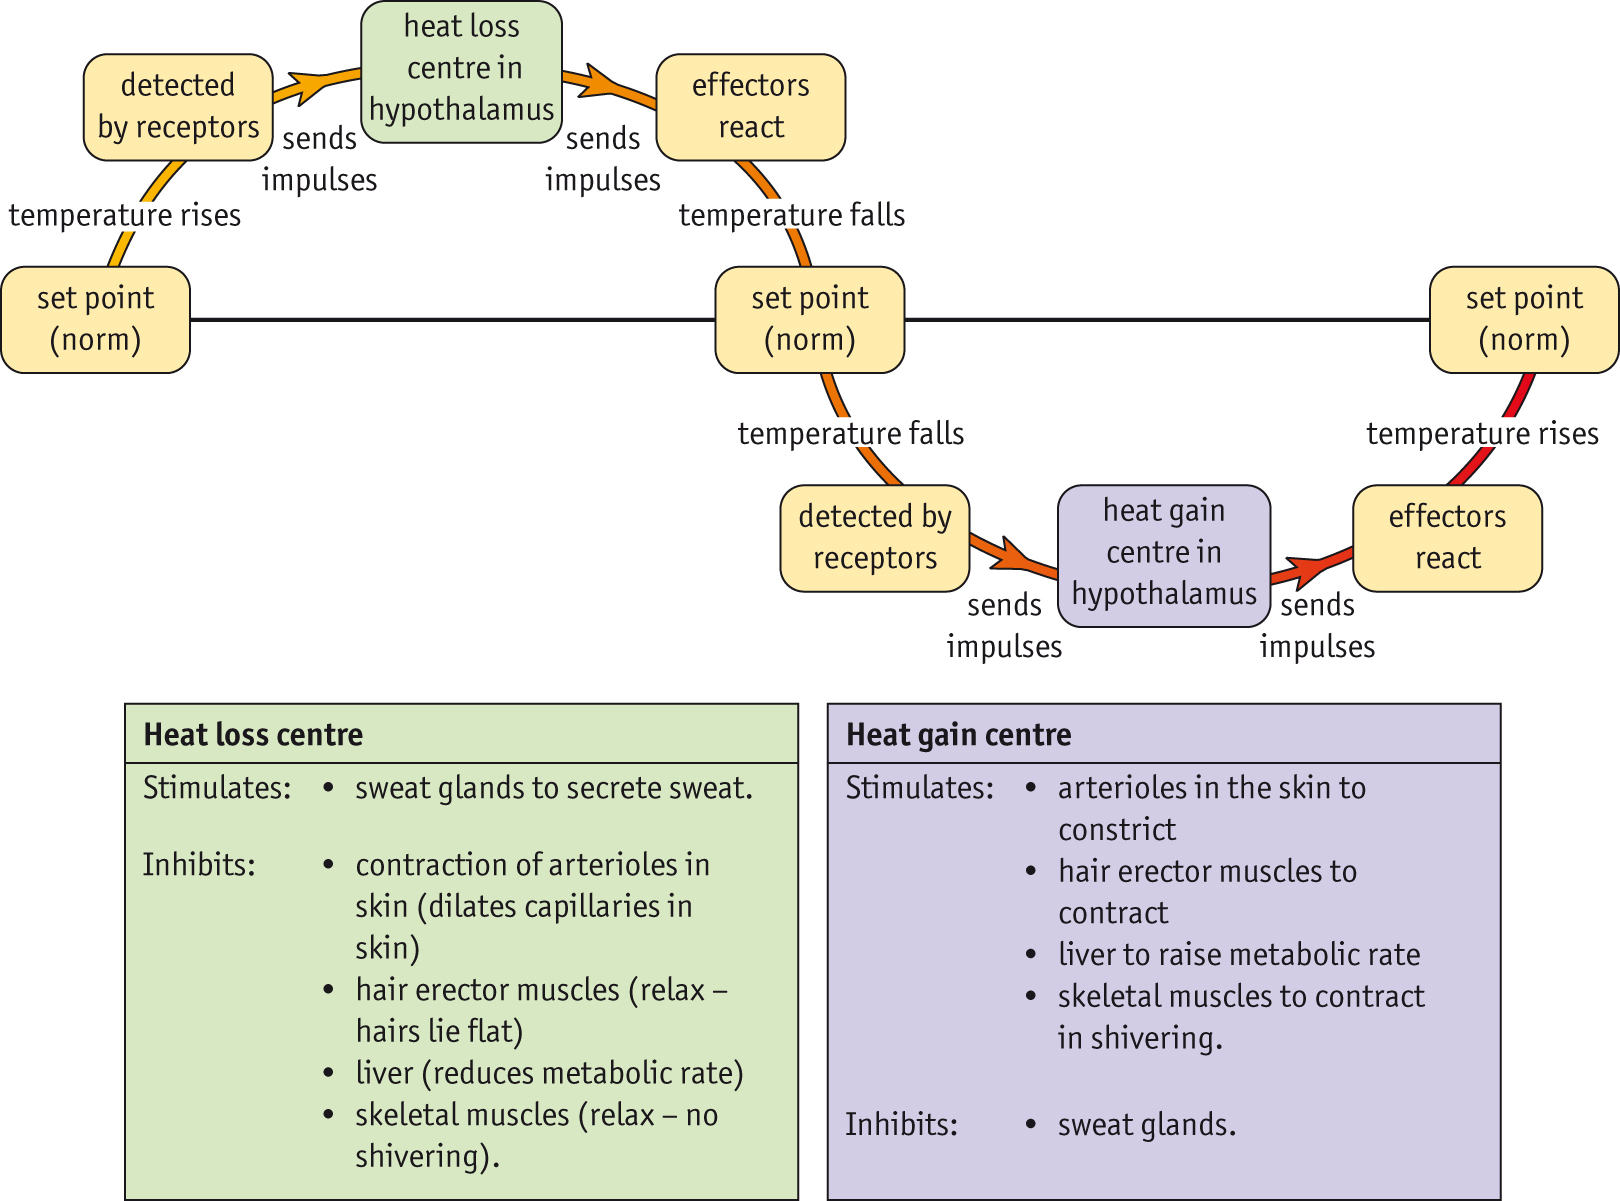 heat loss
centre in
hypothalamus
detected
by receptors
effectors
react
sends
impulses
sends
impulses
temperature rises
temperature falls
set point
(norm)
set point
(norm)
set point
(norm)
temperature falls
temperature rises
detected by
receptors
heat gain
centre in
hypothalamus
effectors
react
sends
impulses
sends
impulses
Heat loss centre
Stimulates: • sweat glands to secrete sweat.
Inhibits: • contraction of arterioles in
skin (dilates capillaries in
skin)
• hair erector muscles (relax –
hairs lie flat)
• liver (reduces metabolic rate)
• skeletal muscles (relax – no
shivering).
Heat gain centre
Stimulates: • arterioles in the skin to
constrict
• hair erector muscles to
contract
• liver to raise metabolic rate
• skeletal muscles to contract
in shivering.
Inhibits: • sweat glands.